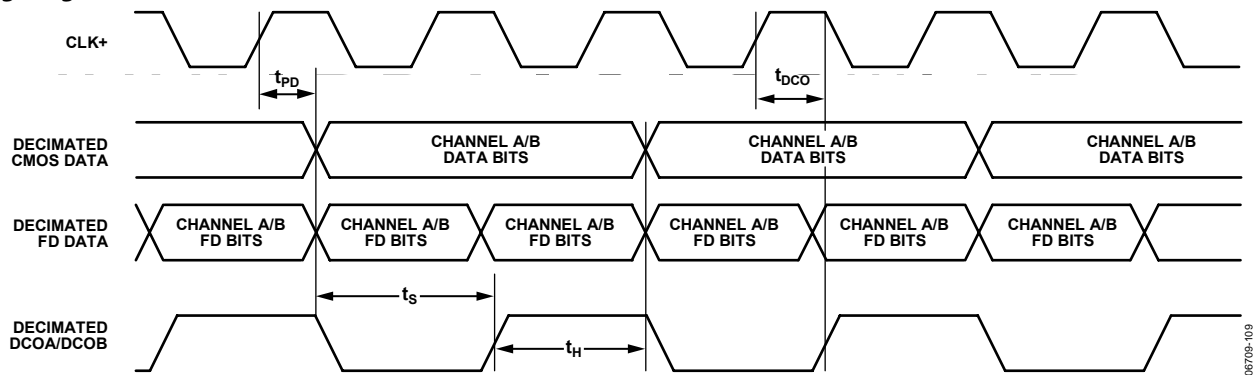 CLK+
tPD
tDCO
DECIMATED
CMOS DATA
CHANNEL A/B
DATA BITS
CHANNEL A/B
DATA BITS
CHANNEL A/B
DATA BITS
DECIMATED
FD DATA
CHANNEL A/B
FD BITS
CHANNEL A/B
FD BITS
CHANNEL A/B
FD BITS
CHANNEL A/B
FD BITS
CHANNEL A/B
FD BITS
CHANNEL A/B
FD BITS
tS
DECIMATED
DCOA/DCOB
tH
06709-109